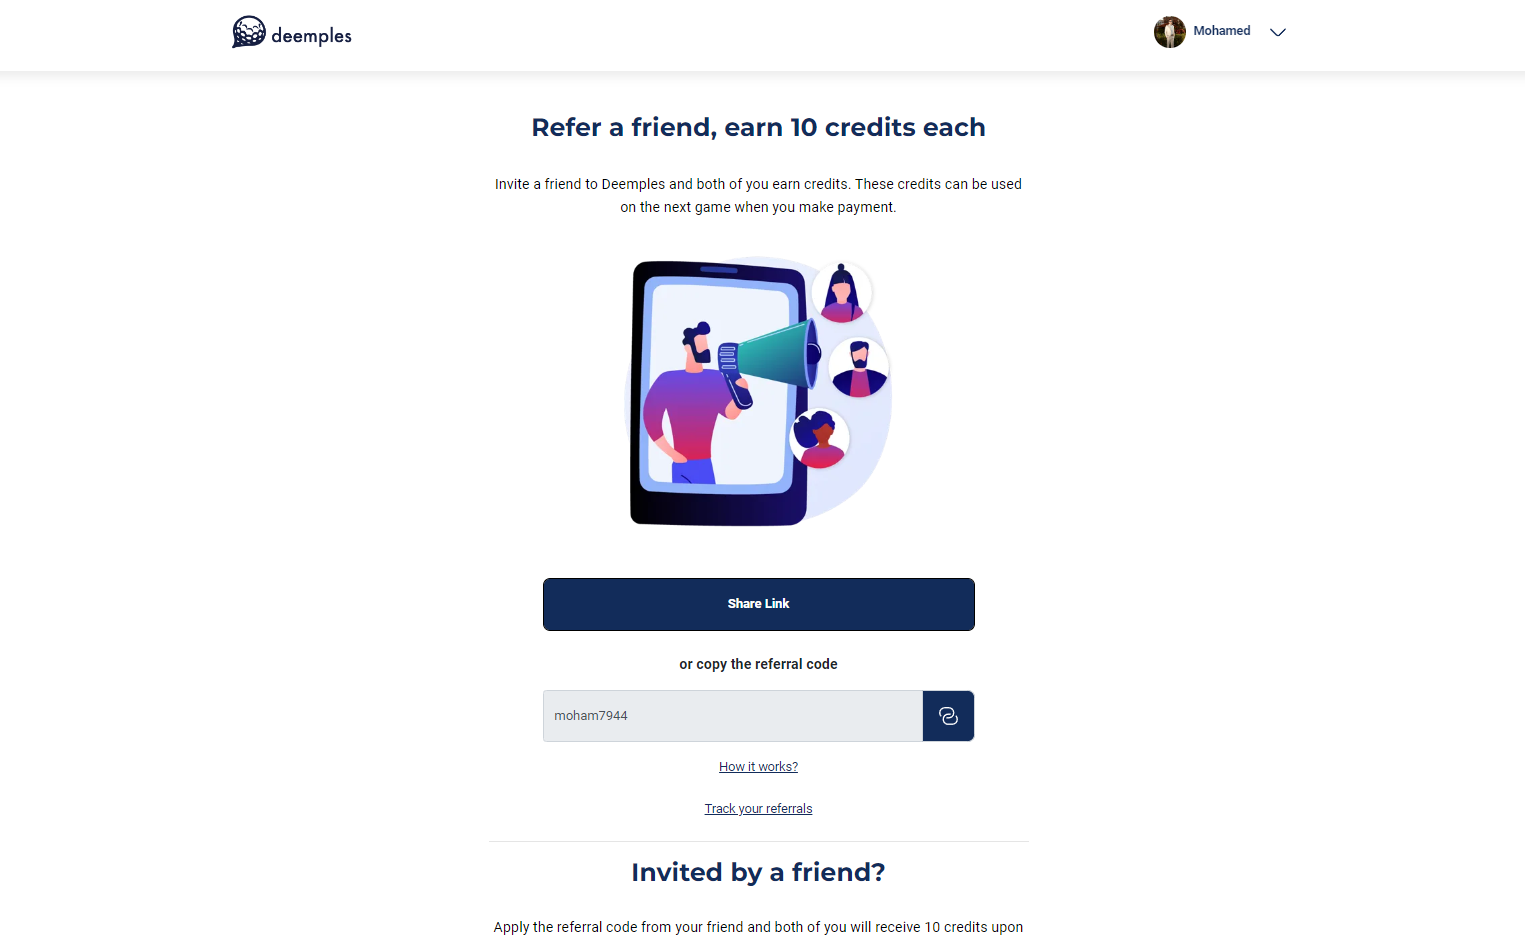 deemples
Mohamed
Refer a friend, earn 10 credits each
Invite a friend to Deemples and both of you earn credits. These credits can be used
on the next game when you make payment.
Share Link
or copy the referral code
moham7944
How it works?
Track your referrals
Invited by a friend?
Apply the referral code from your friend and both of you will receive 10 credits upon